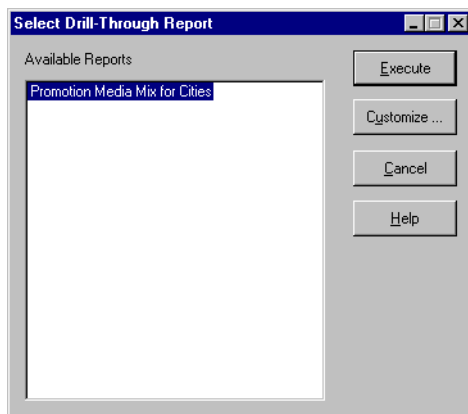 Select Drill-Through Report
Available Reports
Promotion Media Mix for Cities
Execute
Customize ...
Cancel
Help